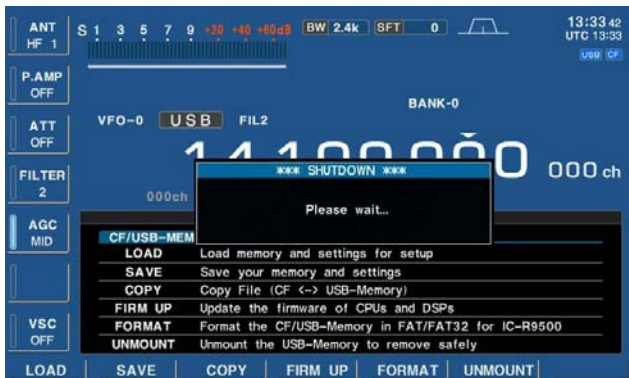 ANT
HF 1
S 1 3 5 7 9 +20 +40 +60dB
BW 2.4k
SFT 0
13:33 42
UTC 13:33
USB CF
P.AMP
OFF
BANK-0
VFO-0 USB FIL2
ATT
OFF
000 ch
FILTER
2
000ch
*** SHUTDOWN ***
Please wait...
AGC
MID
CF/USB-MEM
LOAD Load memory and settings for setup
SAVE Save your memory and settings
COPY Copy File (CF <-> USB-Memory)
FIRM UP Update the firmware of CPUs and DSPs
FORMAT Format the CF/USB-Memory in FAT/FAT32 for IC-R9500
UNMOUNT Unmount the USB-Memory to remove safely
VSC
OFF
LOAD SAVE COPY FIRM UP FORMAT UNMOUNT